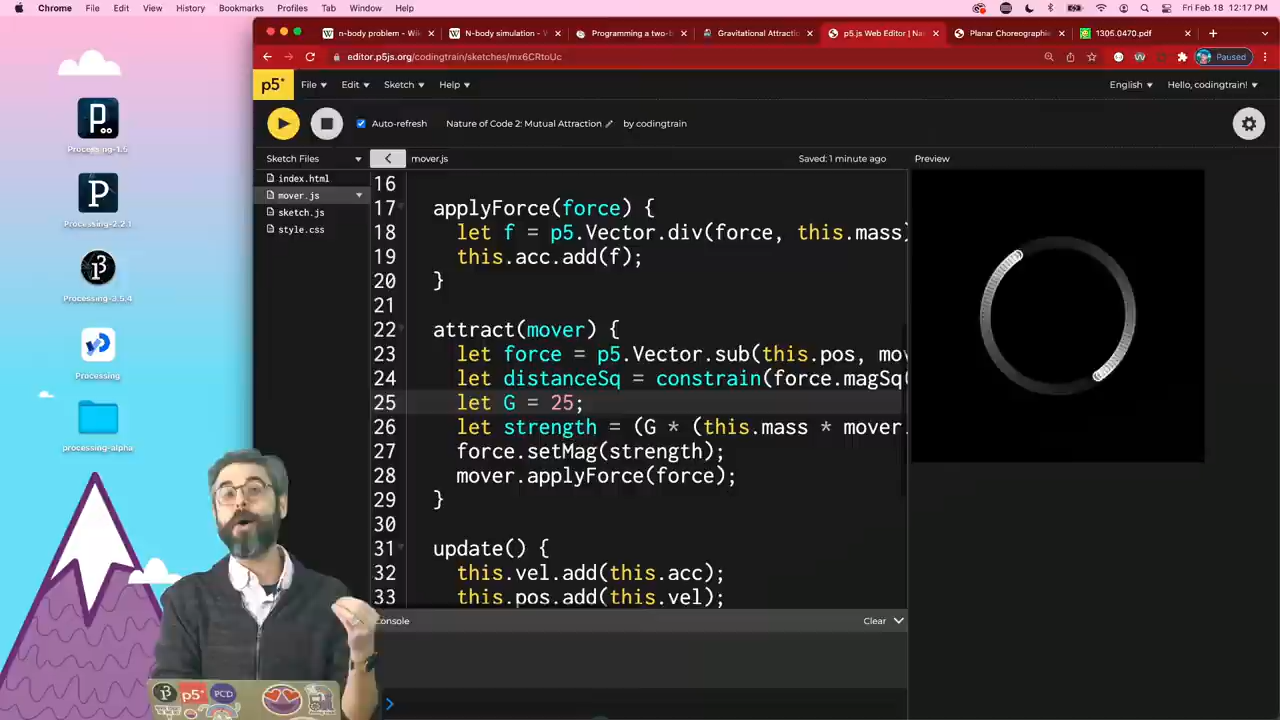 Chrome File Edit View History Bookmarks Profiles Tab Window Help Fri Feb 18 12:17 PM
n-body problem - Wiki N-body simulation - W Programming a two-b Gravitational Attractio p5.js Web Editor | Na Planar Choreographie 1305.0470.pdf
editor.p5js.org/codingtrain/sketches/mx6CRtoUc Paused
p5* File Edit Sketch Help English Hello, codingtrain!
Auto-refresh Nature of Code 2: Mutual Attraction by codingtrain
Sketch Files mover.js Saved: 1 minute ago Preview
index.html
mover.js
sketch.js
style.css
16
17 applyForce(force) {
18 let f = p5.Vector.div(force, this.mass)
19 this.acc.add(f);
20 }
21
22 attract(mover) {
23 let force = p5.Vector.sub(this.pos, mov
24 let distanceSq = constrain(force.magSq(
25 let G = 25;
26 let strength = (G * (this.mass * mover.
27 force.setMag(strength);
28 mover.applyForce(force);
29 }
30
31 update() {
32 this.vel.add(this.acc);
33 this.pos.add(this.vel);
onsole Clear
Processing-1.5
Processing-2.2.1
Processing-3.5.4
Processing
processing-alpha
p5*
PCD